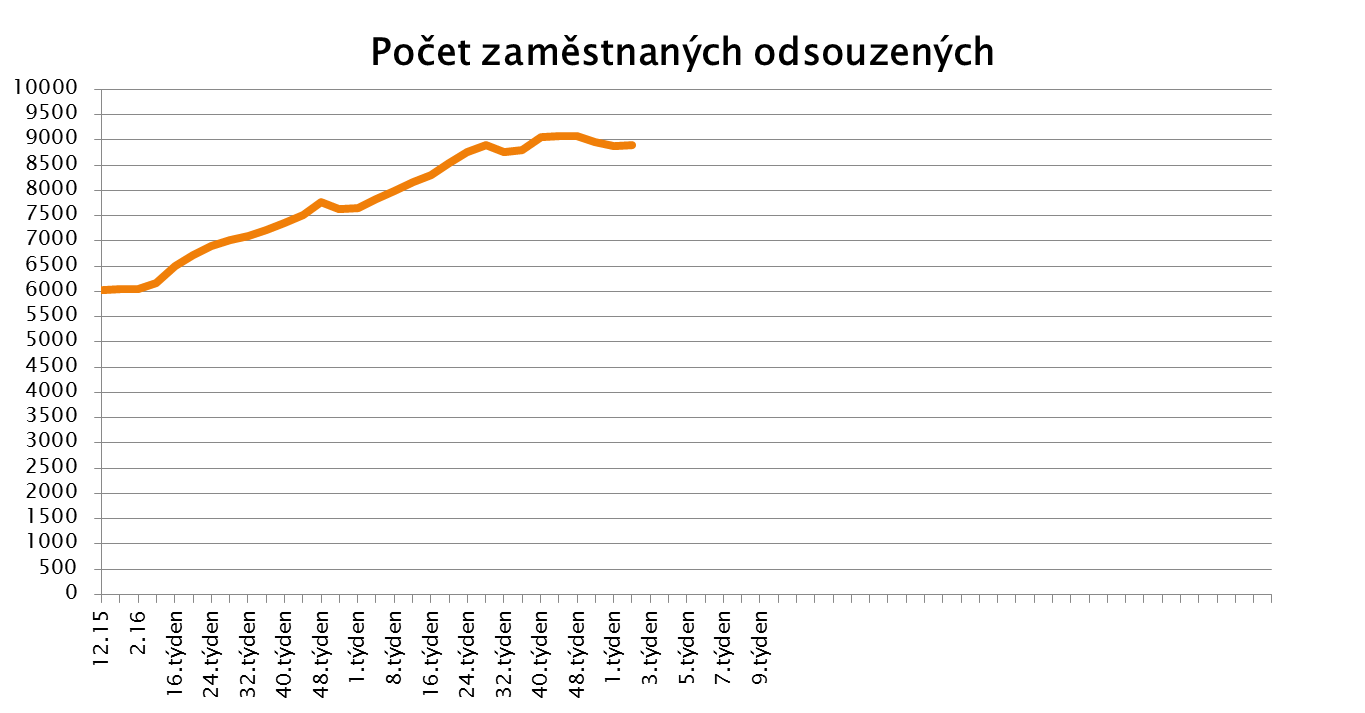 Počet zaměstnaných odsouzených
10000
9500
9000
8500
8000
7500
7000
6500
6000
5500
5000
4500
4000
3500
3000
2500
2000
1500
1000
500
0
12.15
2.16
16.týden
24.týden
32.týden
40.týden
48.týden
1.týden
8.týden
16.týden
24.týden
32.týden
40.týden
48.týden
1.týden
3.týden
5.týden
7.týden
9.týden